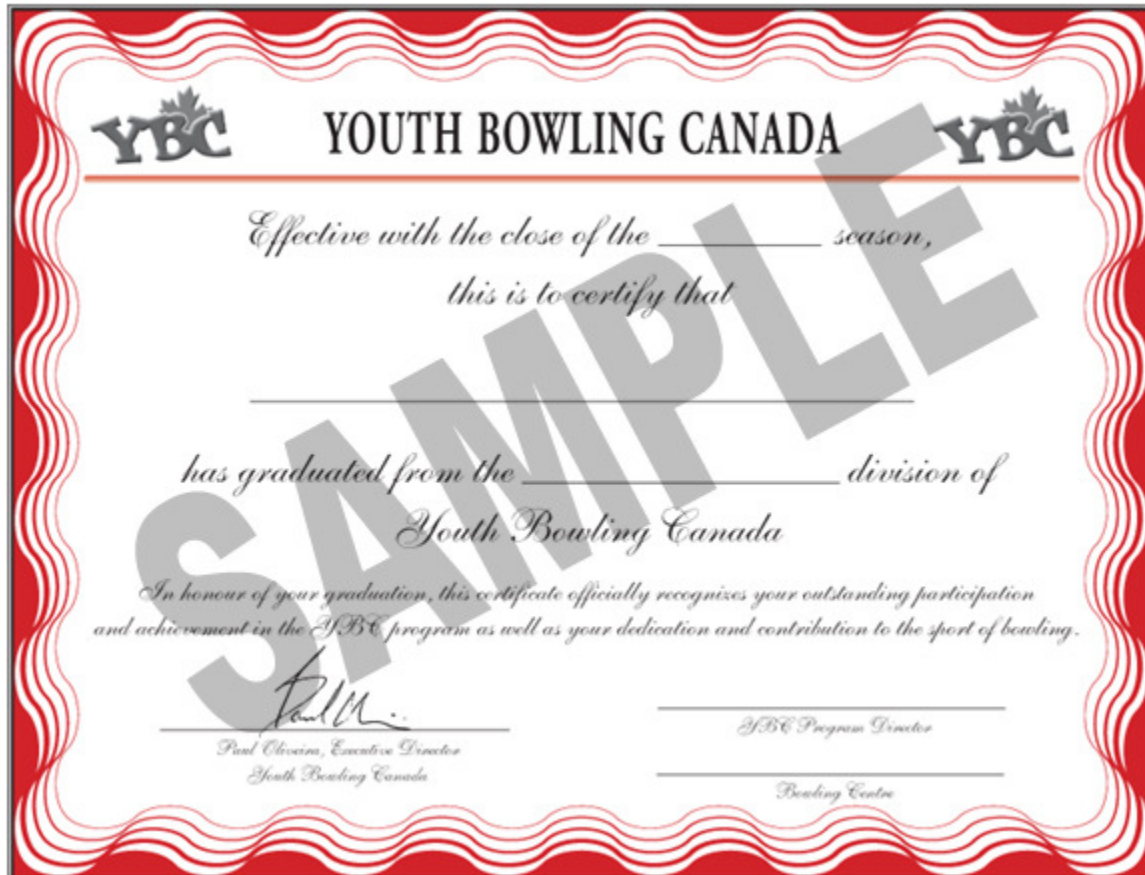 YBC YOUTH BOWLING CANADA YBC
Effective with the close of the __________ season,
this is to certify that
has graduated from the __________ division of
Youth Bowling Canada
In honour of your graduation, this certificate officially recognizes your outstanding participation
and achievement in the YBC program as well as your dedication and contribution to the sport of bowling.
SAMPLE
Paul Oliveira, Executive Director
Youth Bowling Canada
YBC Program Director
Bowling Centre